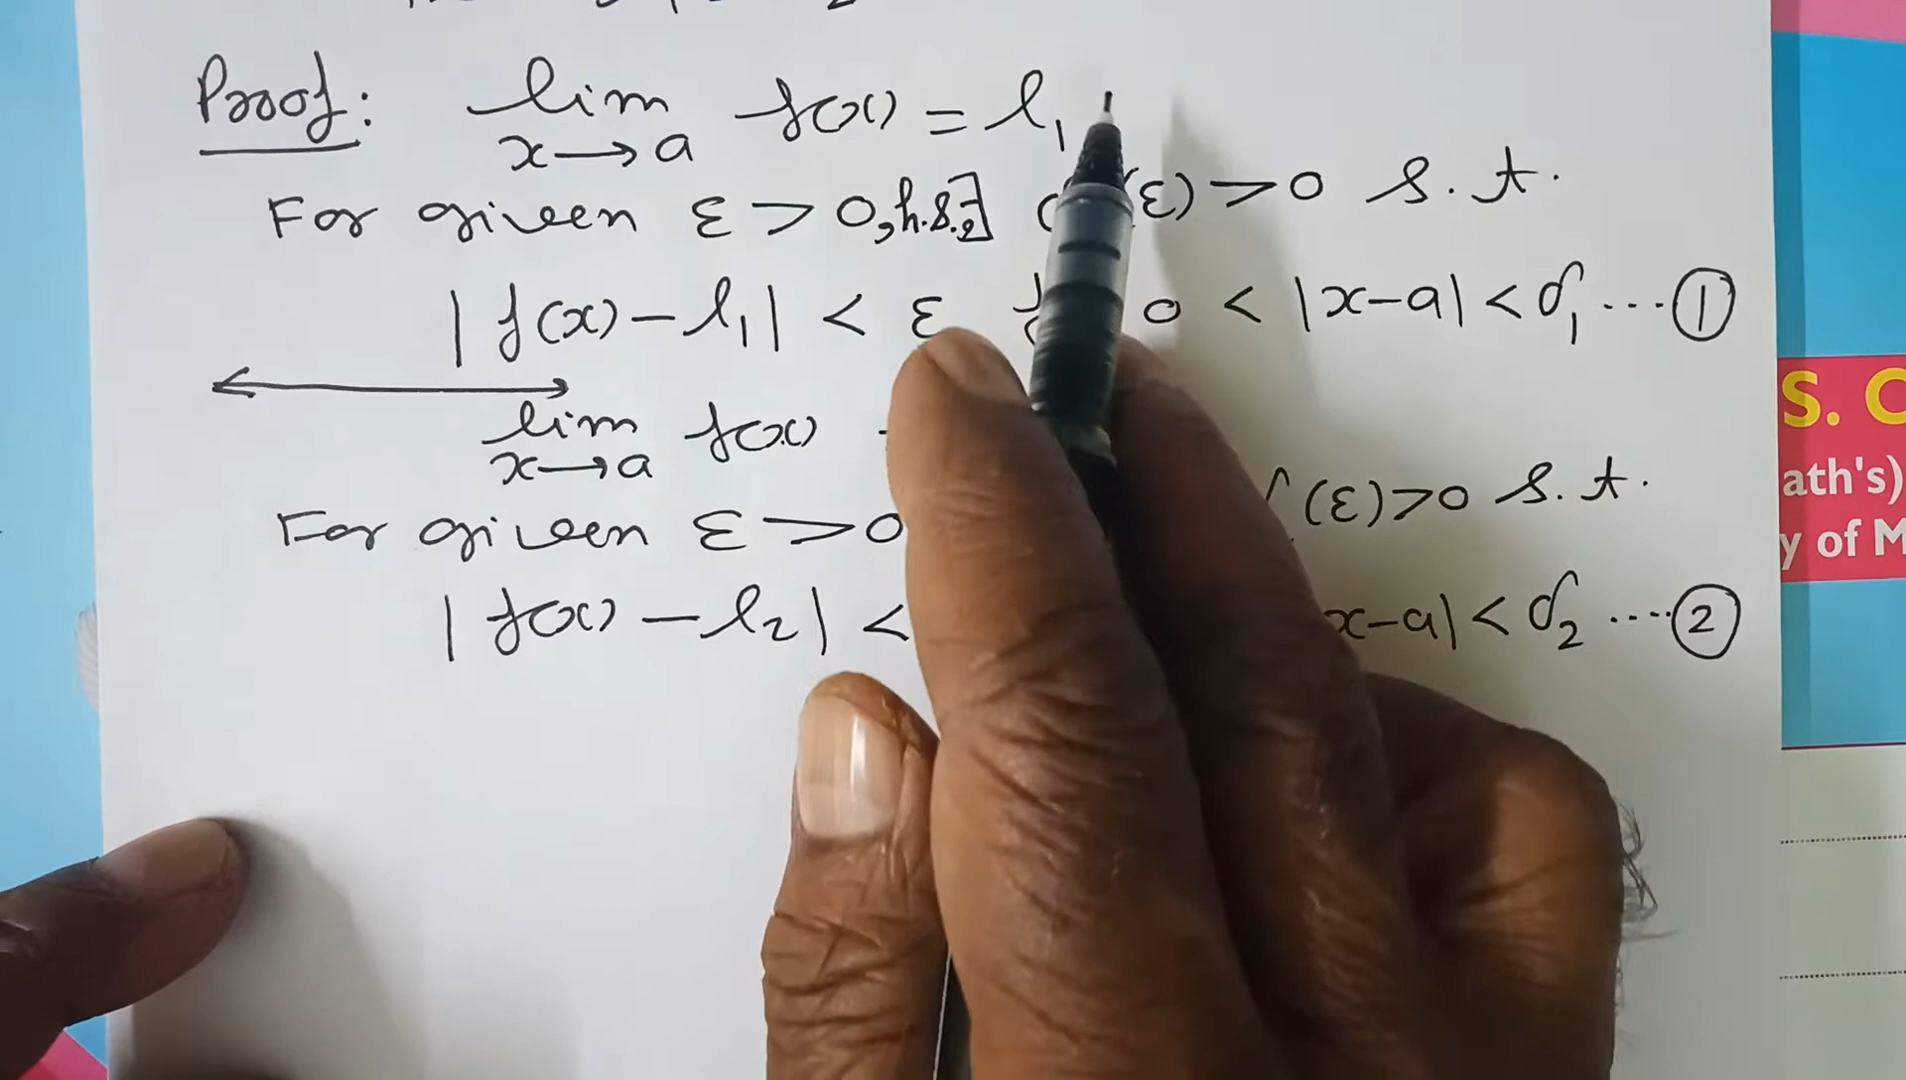 Proof: lim f(x) = l₁
x→a
For given ε > 0, (ε) > 0 s.t.
|f(x) - l₁| < ε 0 < |x-a| < δ₁ ... ①
lim f(x)
x→a
For given ε > 0 (ε) > 0 s.t.
|f(x) - l₂| < x-a| < δ₂ .... ②
S. C
ath's)
y of M